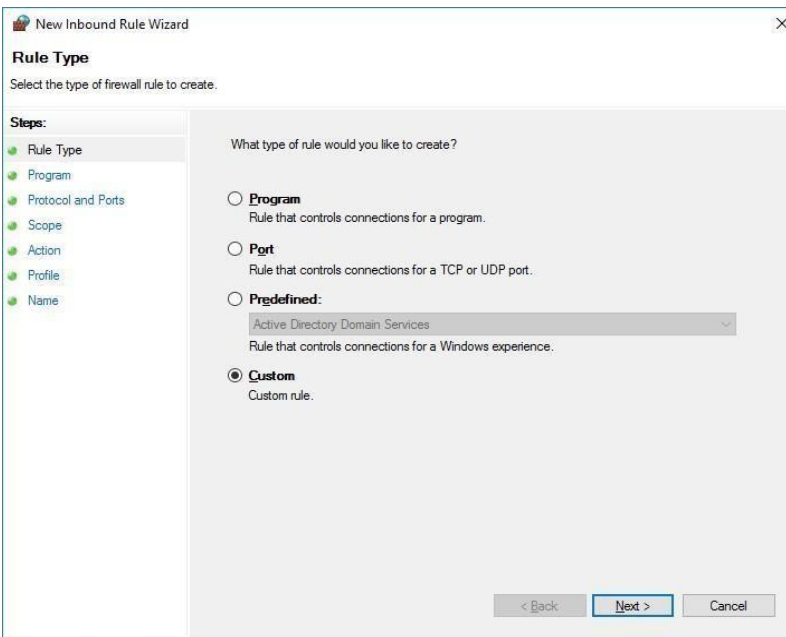 New Inbound Rule Wizard
Rule Type
Select the type of firewall rule to create.
Steps:
Rule Type
Program
Protocol and Ports
Scope
Action
Profile
Name
What type of rule would you like to create?
Program
Rule that controls connections for a program.
Port
Rule that controls connections for a TCP or UDP port.
Predefined:
Active Directory Domain Services
Rule that controls connections for a Windows experience.
Custom
Custom rule.
< Back
Next >
Cancel